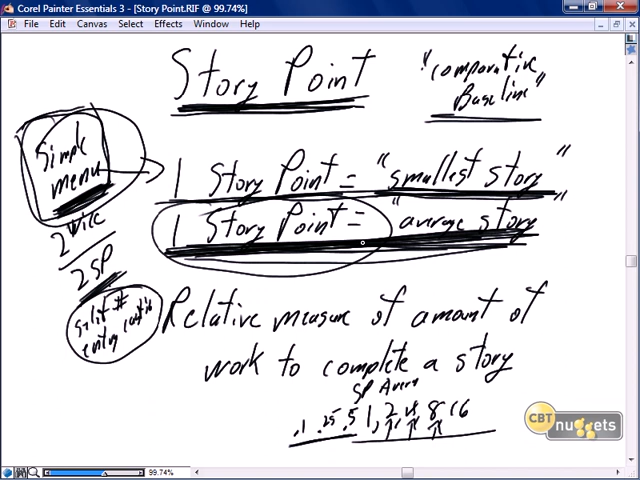 Corel Painter Essentials 3 - [Story Point.RIF @ 99.74%]
File Edit Canvas Select Effects Window Help
Story Point
"Comparative
Baseline"
Simple
menu
1 Story Point = "smallest story"
1 Story Point = "average story"
2
2 SP
Relative measure of amount of
work to complete a story
SP
.1 .25 .5 1, 2 4 8 16
CBT nuggets
99.74%